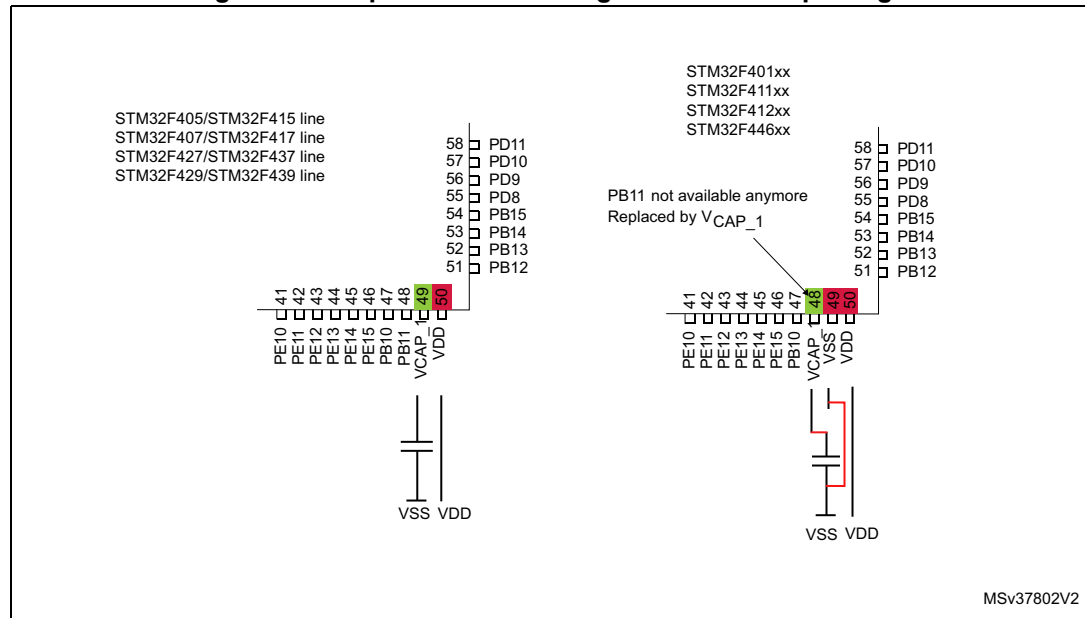 STM32F405/STM32F415 line
STM32F407/STM32F417 line
STM32F427/STM32F437 line
STM32F429/STM32F439 line
58 PD11
57 PD10
56 PD9
55 PD8
54 PB15
53 PB14
52 PB13
51 PB12
41 42 43 44 45 46 47 48 49 50
PE10 PE11 PE12 PE13 PE14 PE15 PB10 PB11 VCAP_1 VDD
VSS VDD
STM32F401xx
STM32F411xx
STM32F412xx
STM32F446xx
PB11 not available anymore
Replaced by VCAP_1
58 PD11
57 PD10
56 PD9
55 PD8
54 PB15
53 PB14
52 PB13
51 PB12
41 42 43 44 45 46 47 48 49 50
PE10 PE11 PE12 PE13 PE14 PE15 PB10 VCAP_1 VSS VDD
VSS VDD
MSv37802V2